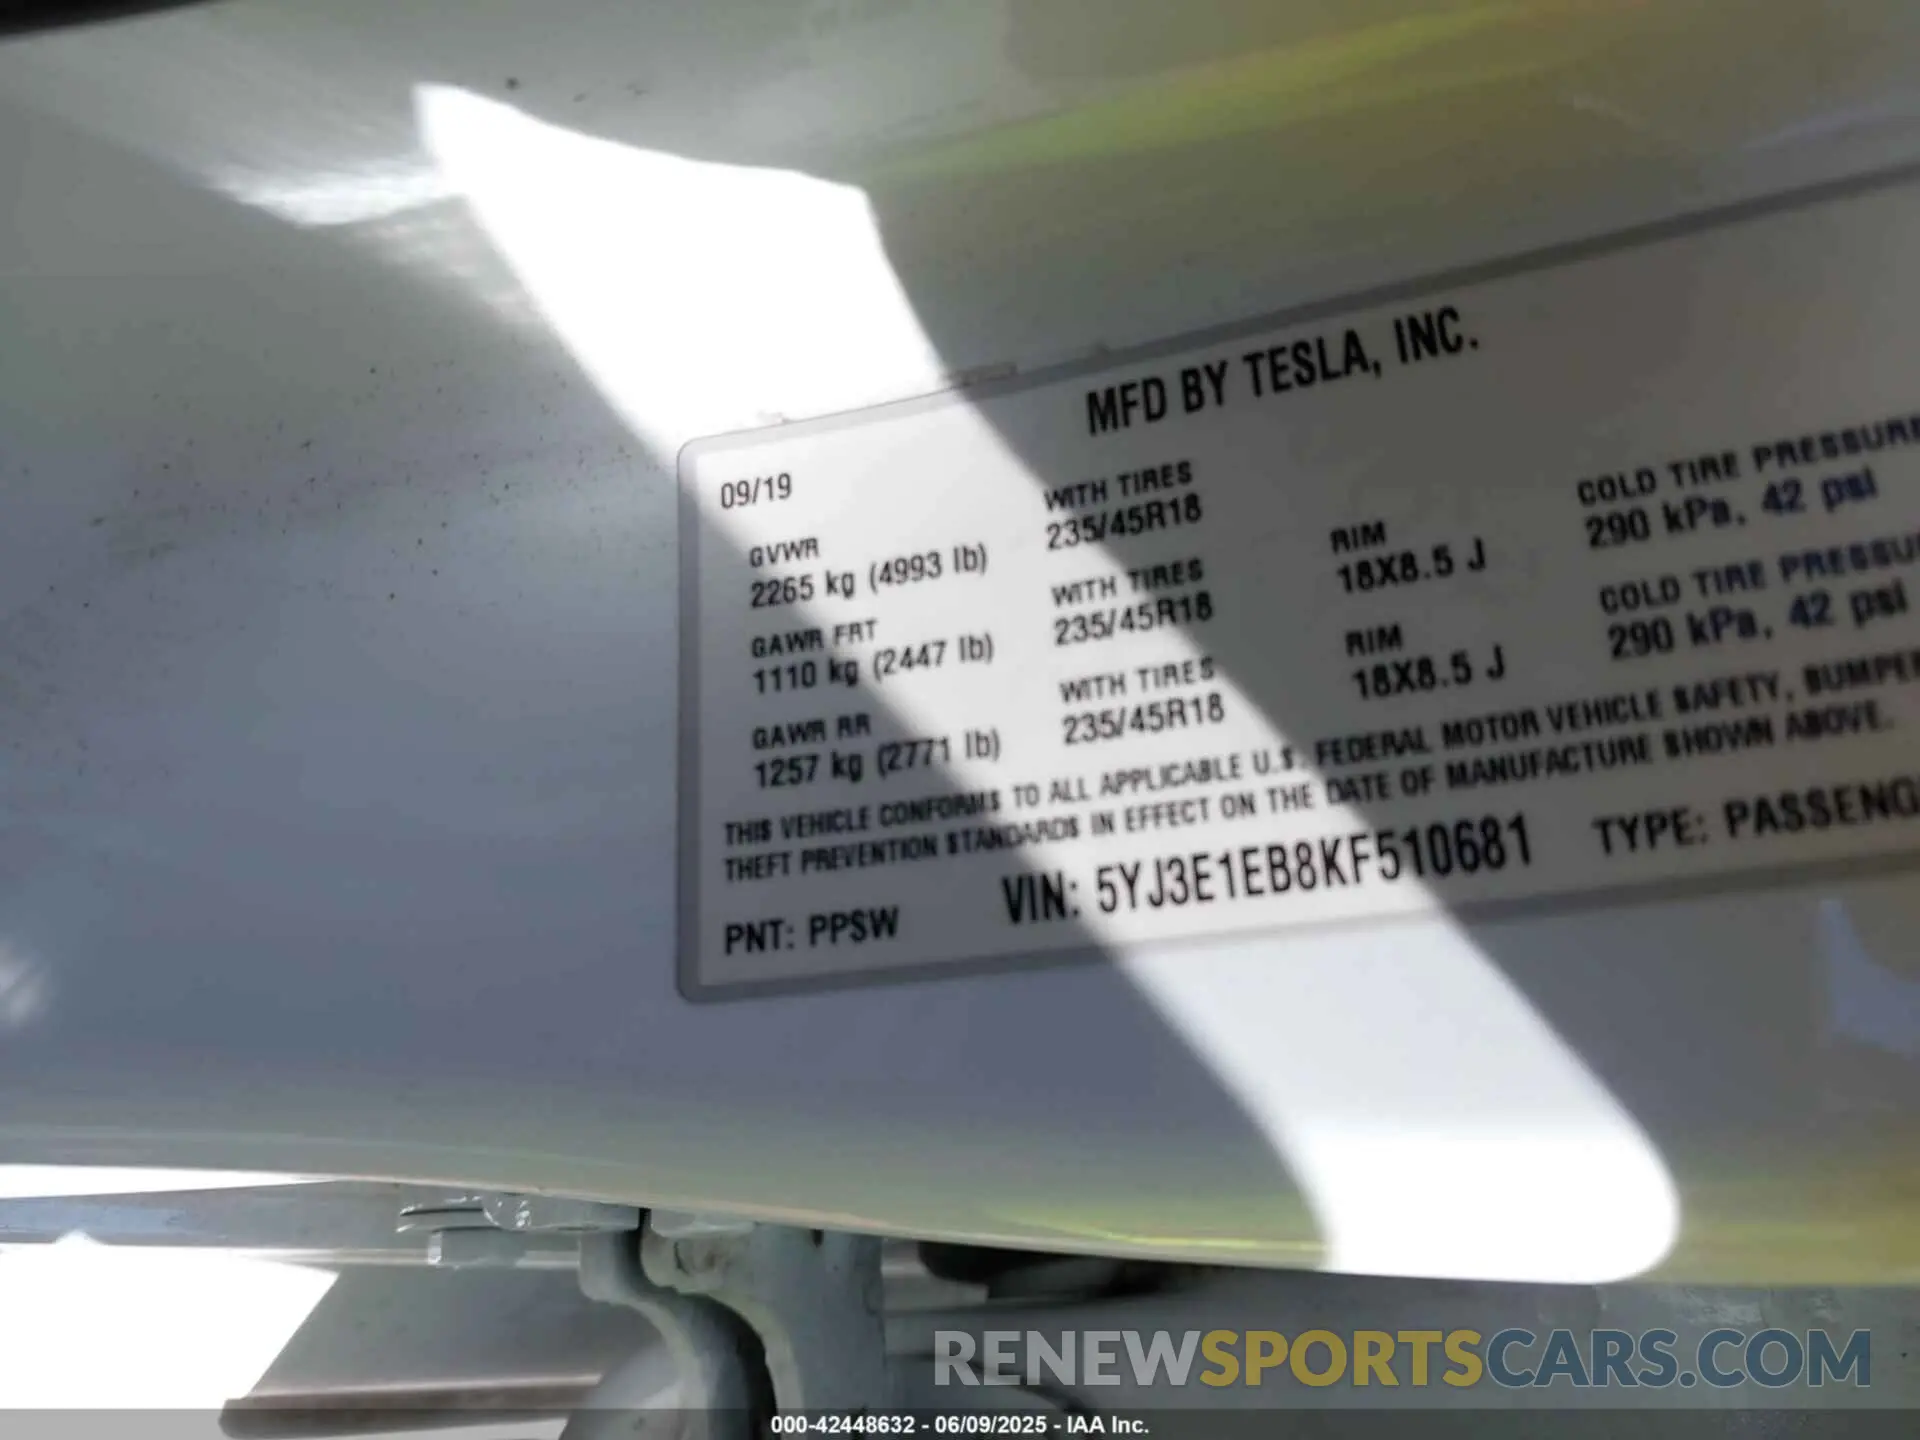 MFD BY TESLA, INC.
09/19
GVWR
2265 kg (4993 lb)
WITH TIRES
235/45R18
RIM
18X8.5 J
COLD TIRE PRESSURE
290 kPa, 42 psi
GAWR FRT
1110 kg (2447 lb)
WITH TIRES
235/45R18
RIM
18X8.5 J
COLD TIRE PRESSU
290 kPa, 42 psi
GAWR RR
1257 kg (2771 lb)
WITH TIRES
235/45R18
THIS VEHICLE CONFORMS TO ALL APPLICABLE U.S. FEDERAL MOTOR VEHICLE SAFETY, BUMPER
THEFT PREVENTION STANDARDS IN EFFECT ON THE DATE OF MANUFACTURE SHOWN ABOVE.
PNT: PPSW
VIN: 5YJ3E1EB8KF510681
TYPE: PASSENG
RENEWSPORTSCARS.COM
000-42448632 - 06/09/2025 - IAA Inc.